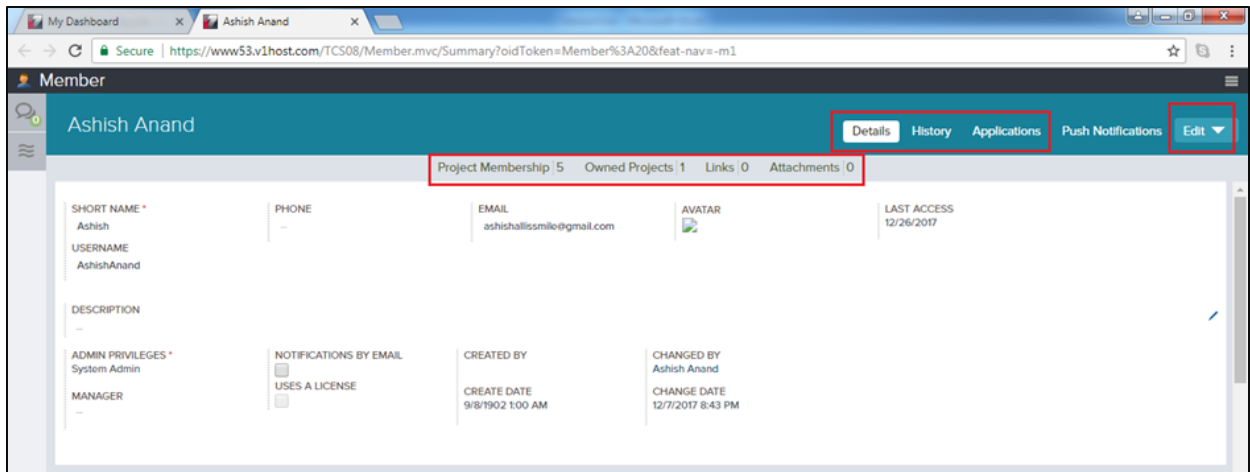 My Dashboard
Ashish Anand
Secure | https://www53.v1host.com/TCS08/Member.mvc/Summary?oidToken=Member%3A20&feat-nav=-m1
Member
Ashish Anand Details History Applications Push Notifications Edit
Project Membership 5 Owned Projects 1 Links 0 Attachments 0
SHORT NAME * PHONE EMAIL AVATAR LAST ACCESS
Ashish -- ashishallissmile@gmail.com 12/26/2017
USERNAME
AshishAnand
DESCRIPTION
--
ADMIN PRIVILEGES * NOTIFICATIONS BY EMAIL CREATED BY CHANGED BY
System Admin Ashish Anand
USES A LICENSE
MANAGER CREATE DATE CHANGE DATE
-- 9/8/1902 1:00 AM 12/7/2017 8:43 PM